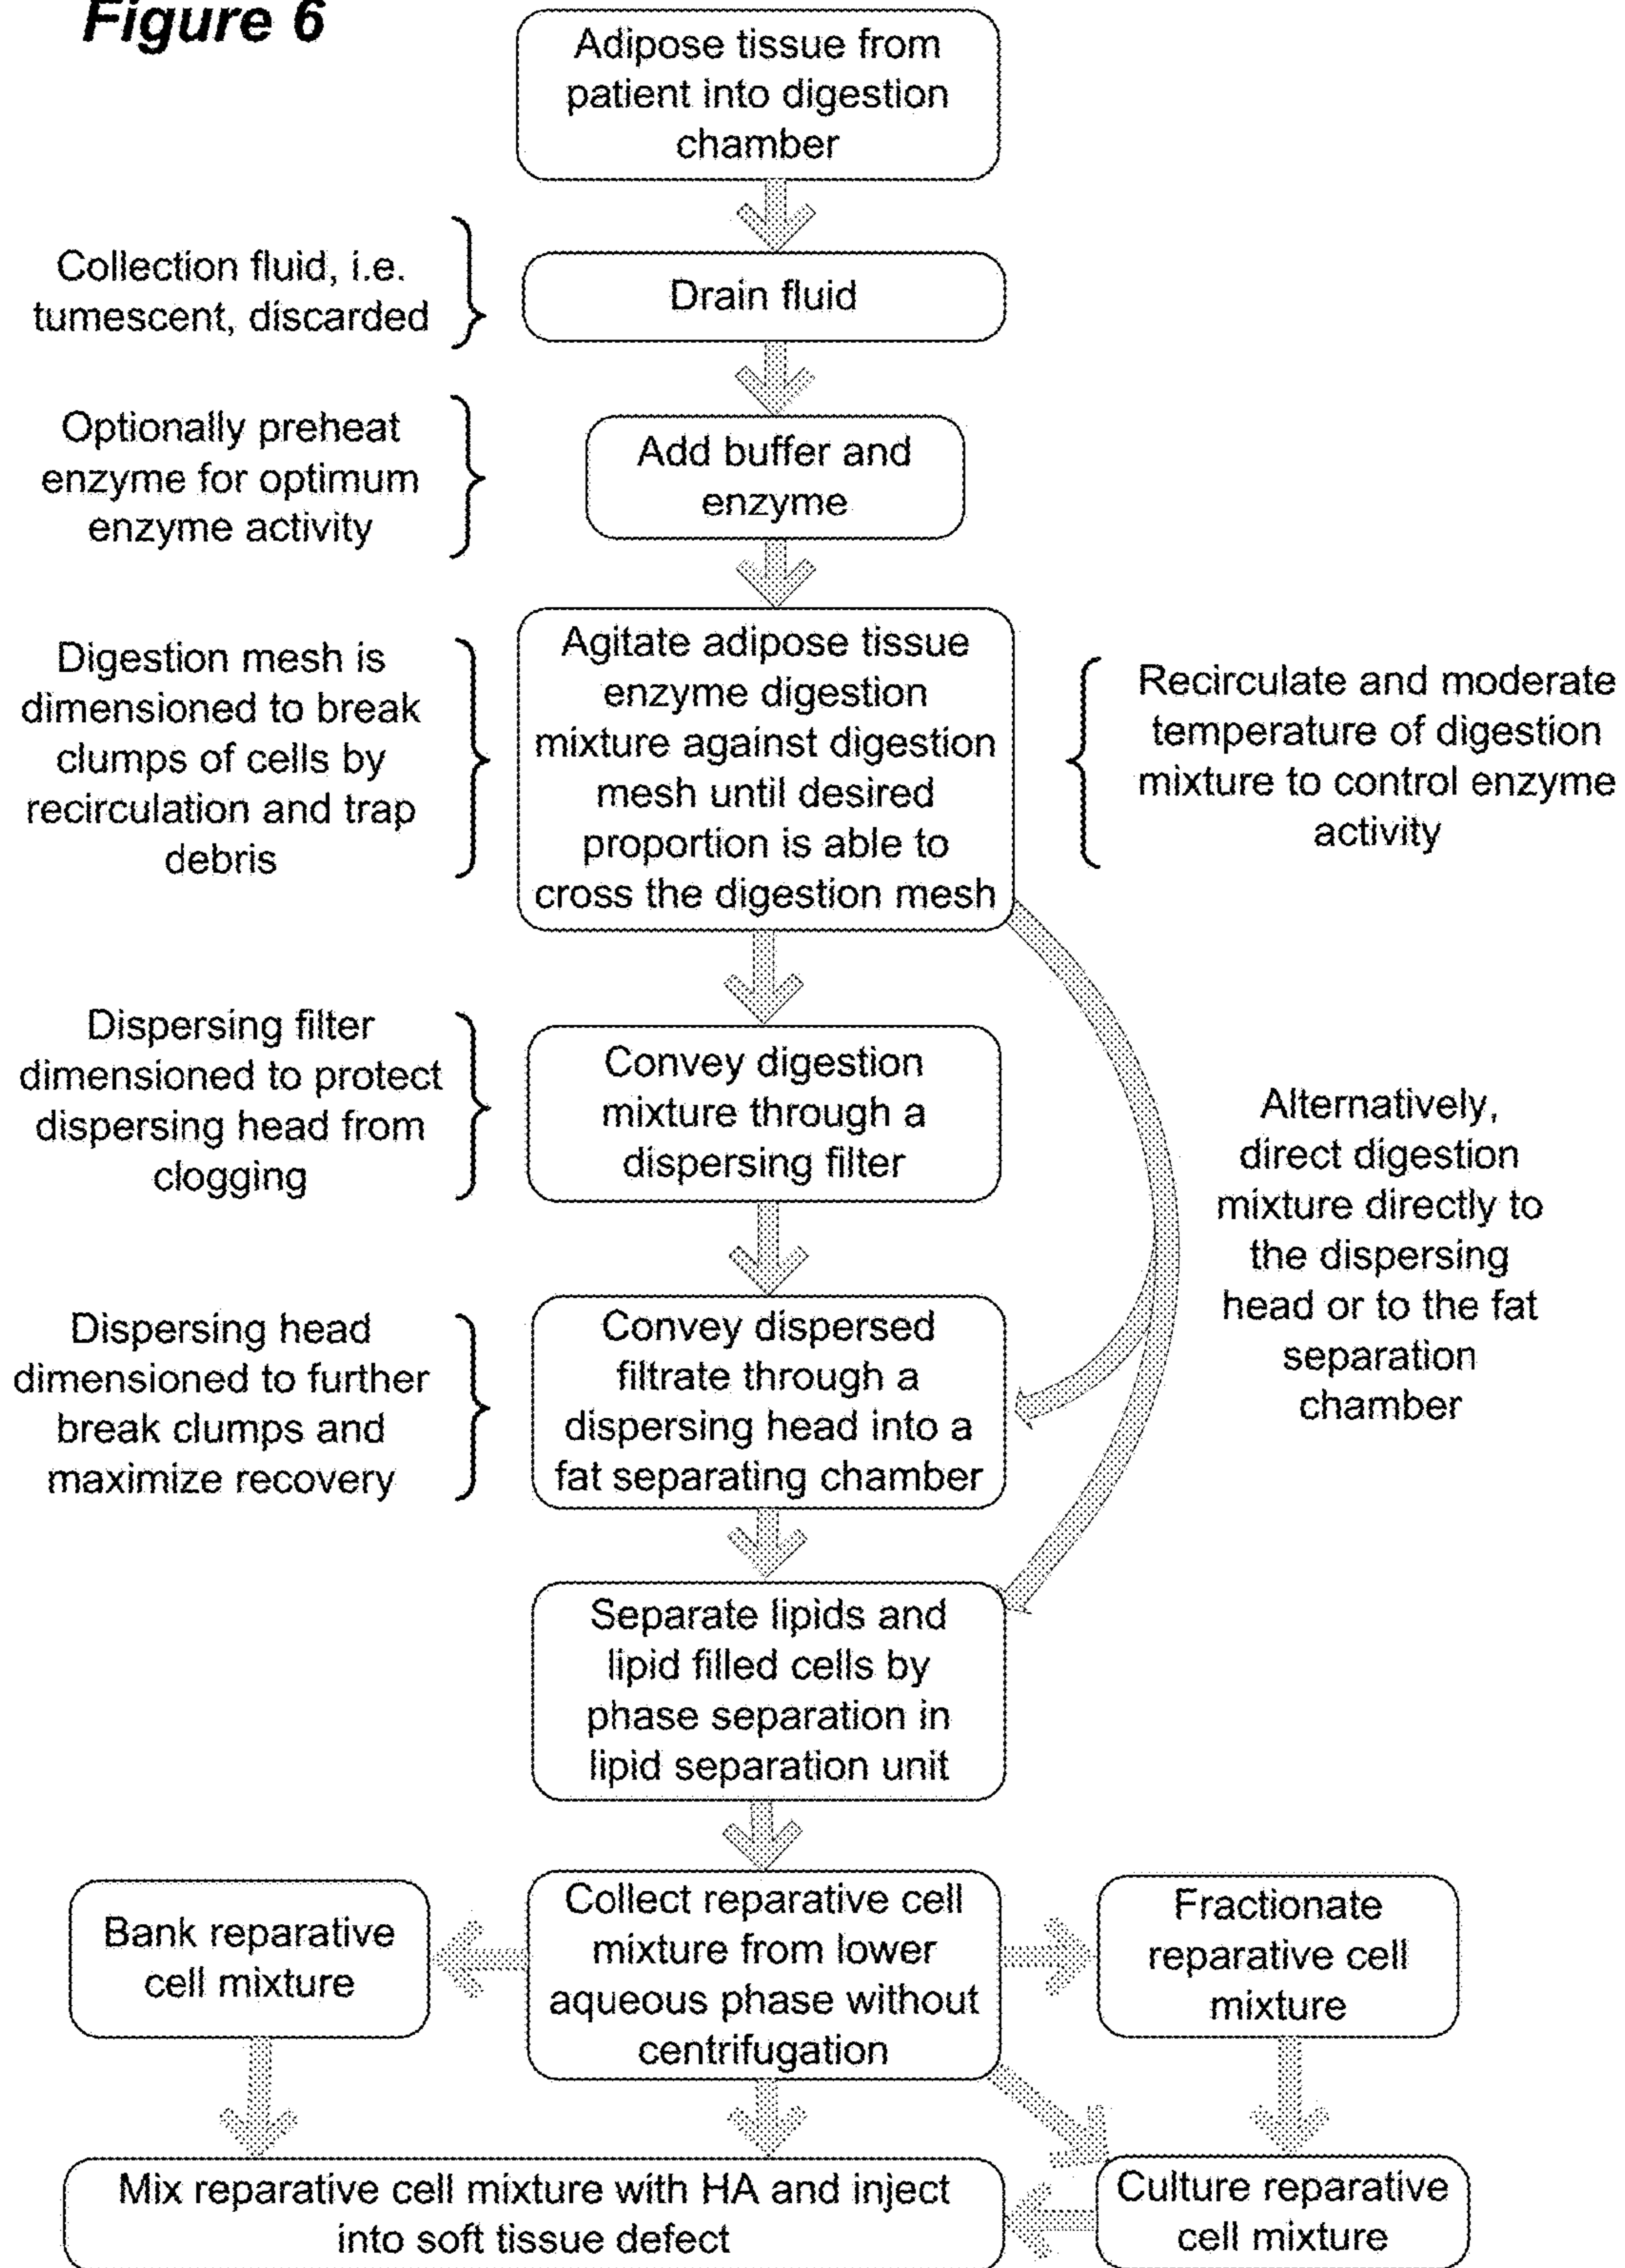 Figure 6
Adipose tissue from
patient into digestion
chamber
Collection fluid, i.e.
tumescent, discarded
Drain fluid
Optionally preheat
enzyme for optimum
enzyme activity
Add buffer and
enzyme
Digestion mesh is
dimensioned to break
clumps of cells by
recirculation and trap
debris
Agitate adipose tissue
enzyme digestion
mixture against digestion
mesh until desired
proportion is able to
cross the digestion mesh
Recirculate and moderate
temperature of digestion
mixture to control enzyme
activity
Dispersing filter
dimensioned to protect
dispersing head from
clogging
Convey digestion
mixture through a
dispersing filter
Alternatively,
direct digestion
mixture directly to
the dispersing
head or to the fat
separation
chamber
Dispersing head
dimensioned to further
break clumps and
maximize recovery
Convey dispersed
filtrate through a
dispersing head into a
fat separating chamber
Separate lipids and
lipid filled cells by
phase separation in
lipid separation unit
Bank reparative
cell mixture
Collect reparative cell
mixture from lower
aqueous phase without
centrifugation
Fractionate
reparative cell
mixture
Mix reparative cell mixture with HA and inject
into soft tissue defect
Culture reparative
cell mixture